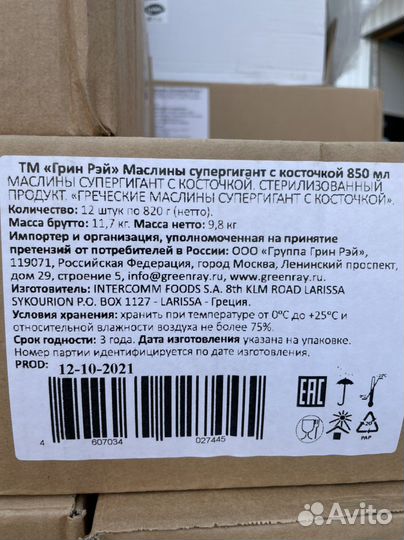 ТМ «Грин Рэй» Маслины супергигант с косточкой 850 мл
МАСЛИНЫ СУПЕРГИГАНТ С КОСТОЧКОЙ. СТЕРИЛИЗОВАННЫЙ
ПРОДУКТ. «ГРЕЧЕСКИЕ МАСЛИНЫ СУПЕРГИГАНТ С КОСТОЧКОЙ».
Количество: 12 штук по 820 г (нетто).
Масса брутто: 11,7 кг. Масса нетто: 9,8 кг
Импортер и организация, уполномоченная на принятие
претензий от потребителей в России: ООО «Группа Грин Рэй»,
119071, Российская Федерация, город Москва, Ленинский проспект,
дом 29, строение 5, info@greenray.ru, www.greenray.ru
Изготовитель: INTERCOMM FOODS S.A. 8th KLM ROAD LARISSA
SYKOURION P.O. BOX 1127 - LARISSA - Греция.
Условия хранения: хранить при температуре от 0°С до +25°С и
относительной влажности воздуха не более 75%.
Срок годности: 3 года. Дата изготовления указана на упаковке.
Номер партии идентифицируется по дате изготовления.
PROD: 12-10-2021
EAC
4 607034 027445
PAP
Avito